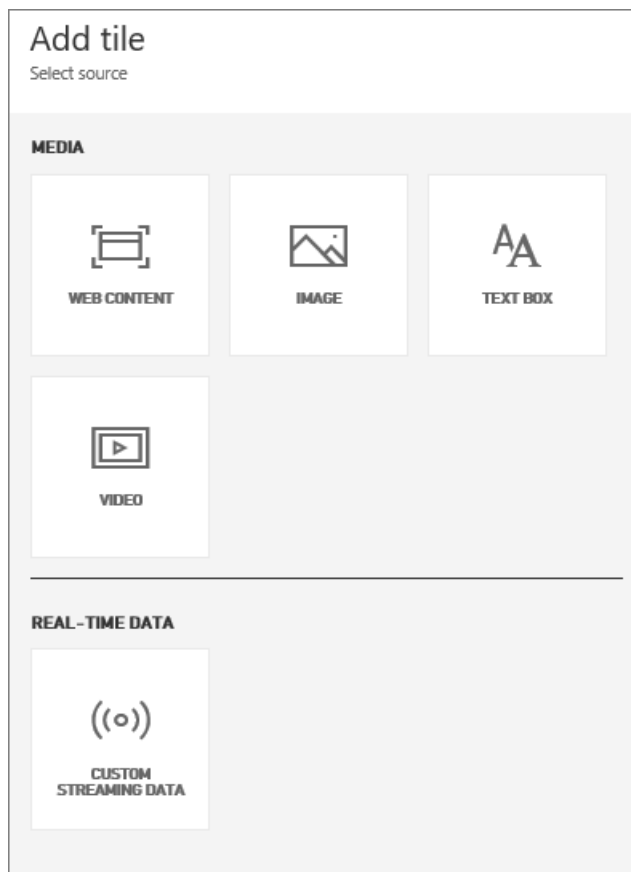 Add tile
Select source
MEDIA
WEB CONTENT
IMAGE
TEXT BOX
VIDEO
REAL-TIME DATA
CUSTOM
STREAMING DATA